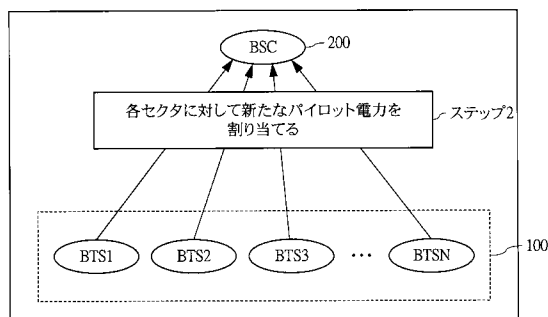 BSC
200
各セクタに対して新たなパイロット電力を
割り当てる
ステップ2
BTS1
BTS2
BTS3
…
BTSN
100